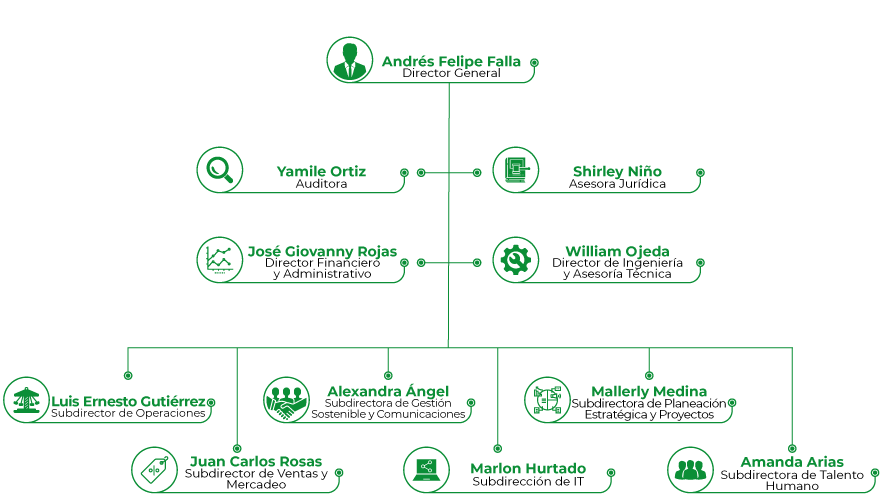 Andrés Felipe Falla
Director General
Yamile Ortiz
Auditora
Shirley Niño
Asesora Jurídica
José Giovanny Rojas
Director Financiero
y Administrativo
William Ojeda
Director de Ingeniería
y Asesoría Técnica
Luis Ernesto Gutiérrez
Subdirector de Operaciones
Alexandra Ángel
Subdirectora de Gestión
Sostenible y Comunicaciones
Mallerly Medina
Subdirectora de Planeación
Estratégica y Proyectos
Juan Carlos Rosas
Subdirector de Ventas y
Mercadeo
Marlon Hurtado
Subdirección de IT
Amanda Arias
Subdirectora de Talento
Humano